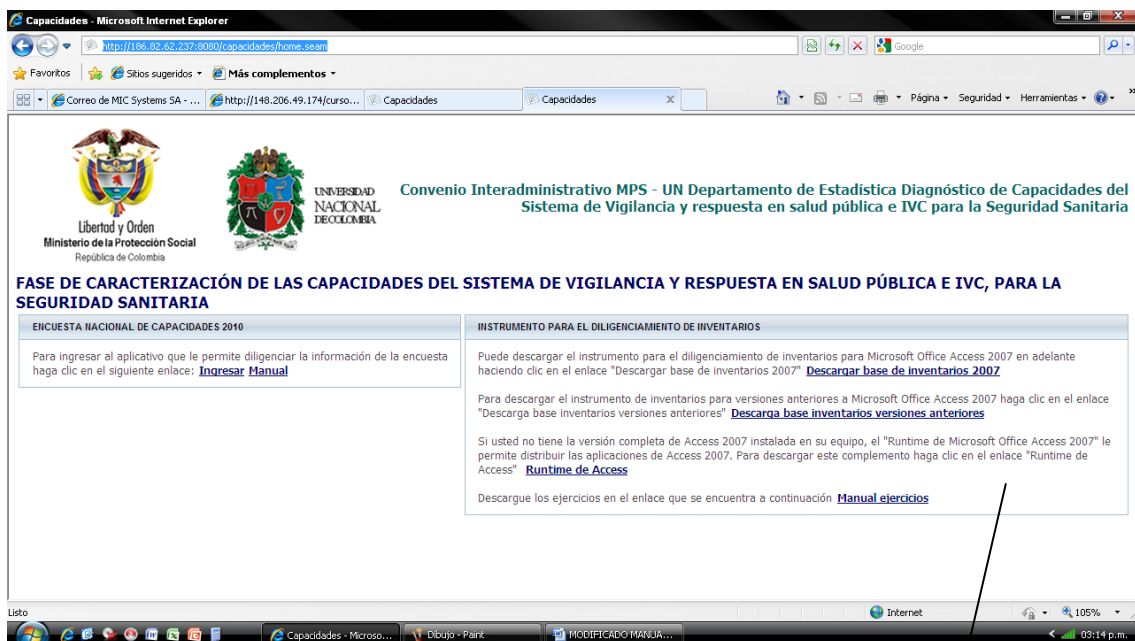 Capacidades - Microsoft Internet Explorer
http://186.82.62.237:8080/capacidades/home.seam
Google
Favoritos Sitios sugeridos Más complementos
Correo de MIC Systems SA - ... http://148.206.49.174/curso... Capacidades Capacidades x Página Seguridad Herramientas
Libertad y Orden
Ministerio de la Protección Social
República de Colombia
UNIVERSIDAD
NACIONAL
DE COLOMBIA
Convenio Interadministrativo MPS - UN Departamento de Estadística Diagnóstico de Capacidades del
Sistema de Vigilancia y respuesta en salud pública e IVC para la Seguridad Sanitaria
FASE DE CARACTERIZACIÓN DE LAS CAPACIDADES DEL SISTEMA DE VIGILANCIA Y RESPUESTA EN SALUD PÚBLICA E IVC, PARA LA
SEGURIDAD SANITARIA
ENCUESTA NACIONAL DE CAPACIDADES 2010
Para ingresar al aplicativo que le permite diligenciar la información de la encuesta
haga clic en el siguiente enlace: Ingresar Manual
INSTRUMENTO PARA EL DILIGENCIAMIENTO DE INVENTARIOS
Puede descargar el instrumento para el diligenciamiento de inventarios para Microsoft Office Access 2007 en adelante
haciendo clic en el enlace "Descargar base de inventarios 2007" Descargar base de inventarios 2007
Para descargar el instrumento de inventarios para versiones anteriores a Microsoft Office Access 2007 haga clic en el enlace
"Descarga base inventarios versiones anteriores" Descarga base inventarios versiones anteriores
Si usted no tiene la versión completa de Access 2007 instalada en su equipo, el "Runtime de Microsoft Office Access 2007" le
permite distribuir las aplicaciones de Access 2007. Para descargar este complemento haga clic en el enlace "Runtime de
Access" Runtime de Access
Descargue los ejercicios en el enlace que se encuentra a continuación Manual ejercicios
Listo Internet 105%
Capacidades - Microso... Dibujo - Paint MODIFICADO MANUA... 03:14 p.m.